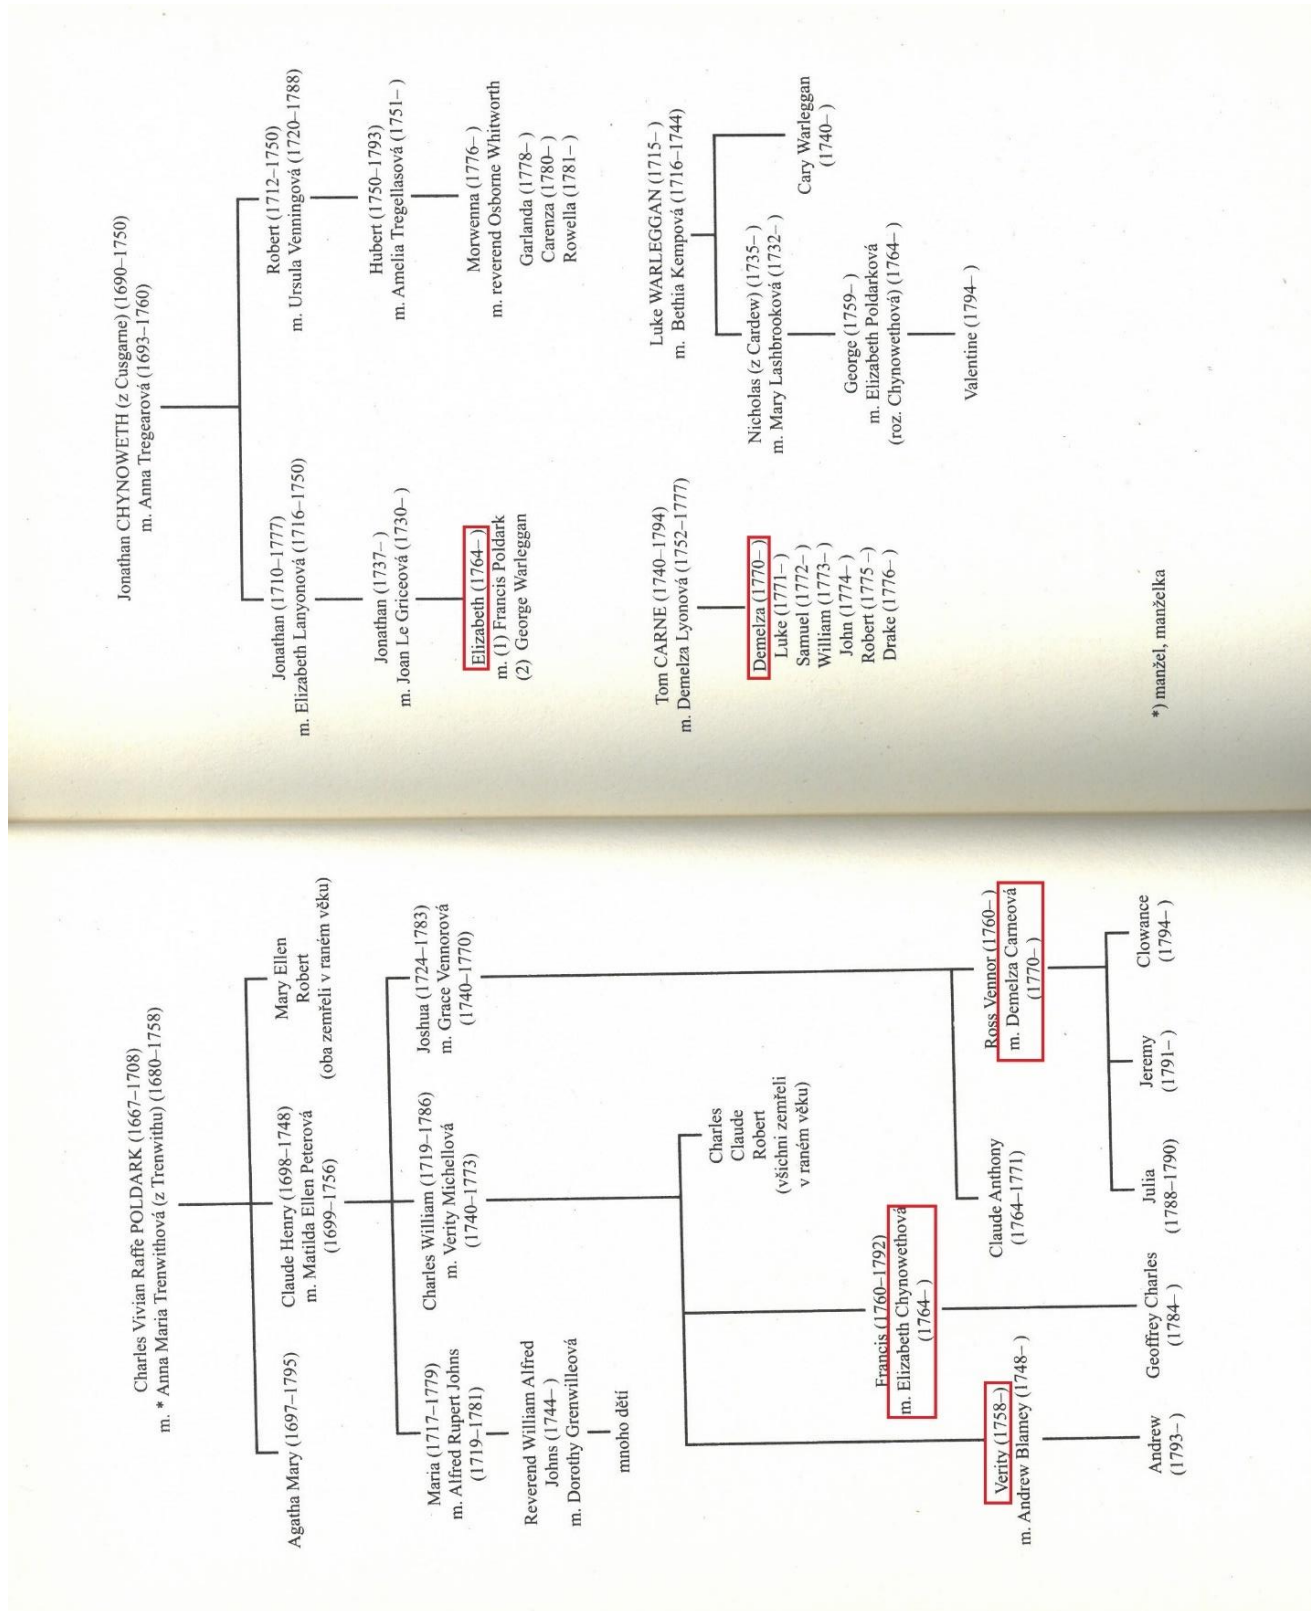 Charles Vivian Raffe POLDARK (1667–1708)
m. * Anna Maria Trenwithová (z Trenwithu) (1680–1758)
Agatha Mary (1697–1795)
Claude Henry (1698–1748)
m. Matilda Ellen Peterová
(1699–1756)
Mary Ellen
Robert
(oba zemřeli v raném věku)
Maria (1717–1779)
m. Alfred Rupert Johns
(1719–1781)
Charles William (1719–1786)
m. Verity Michellová
(1740–1773)
Joshua (1724–1783)
m. Grace Vennorová
(1740–1770)
Reverend William Alfred
Johns (1744– )
m. Dorothy Grenwilleová
mnoho dětí
Charles
Claude
Robert
(všichni zemřeli
v raném věku)
Francis (1760–1792)
m. Elizabeth Chynowethová
(1764– )
Verity (1758–)
m. Andrew Blamey (1748– )
Claude Anthony
(1764–1771)
Ross Vennor (1760– )
m. Demelza Carneová
(1770– )
Andrew
(1793– )
Geoffrey Charles
(1784– )
Julia
(1788–1790)
Jeremy
(1791– )
Clowance
(1794– )
Jonathan CHYNOWETH (z Cusgarne) (1690–1750)
m. Anna Tregearová (1693–1760)
Jonathan (1710–1777)
m. Elizabeth Lanyonová (1716–1750)
Robert (1712–1750)
m. Ursula Venningová (1720–1788)
Jonathan (1737– )
m. Joan Le Griceová (1730– )
Hubert (1750–1793)
m. Amelia Tregellasová (1751– )
Elizabeth (1764– )
m. (1) Francis Poldark
(2) George Warleggan
Morwenna (1776– )
m. reverend Osborne Whitworth
Garlanda (1778– )
Carenza (1780– )
Rowella (1781– )
Tom CARNE (1740–1794)
m. Demelza Lyonová (1752–1777)
Demelza (1770– )
Luke (1771– )
Samuel (1772– )
William (1773– )
John (1774– )
Robert (1775 –)
Drake (1776– )
Luke WARLEGGAN (1715– )
m. Bethia Kempová (1716–1744)
Nicholas (z Cardew) (1735– )
m. Mary Lashbrooková (1732– )
Cary Warleggan
(1740– )
George (1759– )
m. Elizabeth Poldarková
(roz. Chynowethová) (1764– )
Valentine (1794– )
*) manžel, manželka